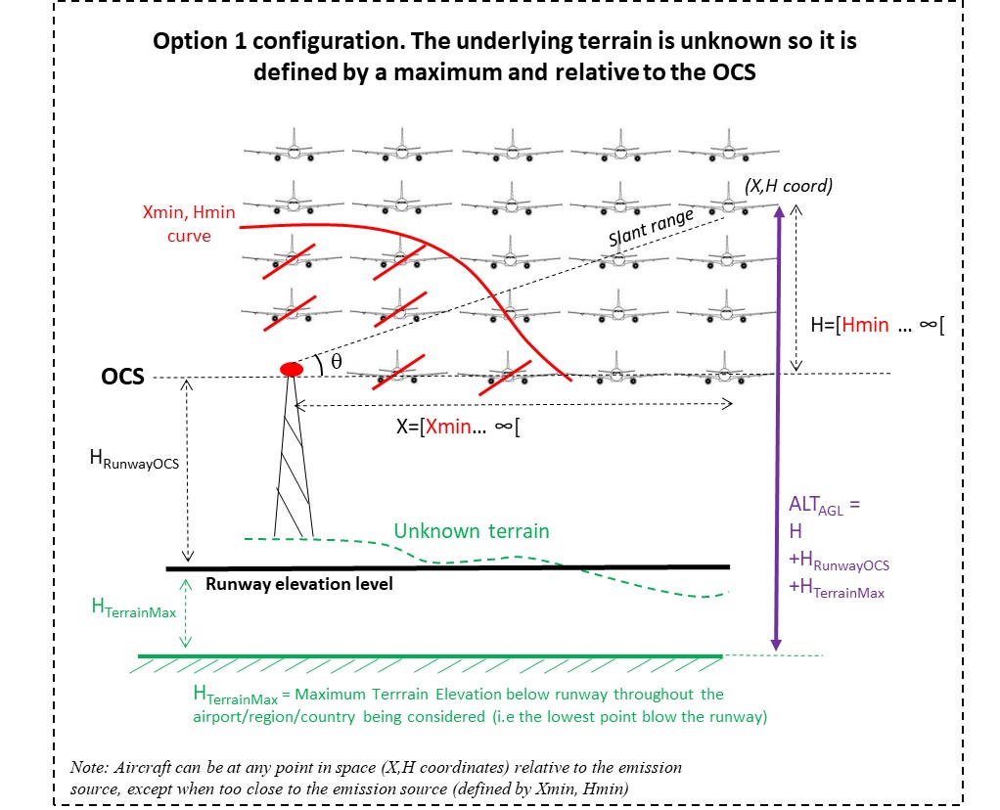 Option 1 configuration. The underlying terrain is unknown so it is
defined by a maximum and relative to the OCS
(X,H coord)
Xmin, Hmin
curve
Slant range
H=[Hmin ... ∞[
OCS
θ
X=[Xmin... ∞[
HRunwayOCS
ALTAGL =
H
+HRunwayOCS
+HTerrainMax
Unknown terrain
Runway elevation level
HTerrainMax
HTerrainMax = Maximum Terrrain Elevation below runway throughout the
airport/region/country being considered (i.e the lowest point blow the runway)
Note: Aircraft can be at any point in space (X,H coordinates) relative to the emission
source, except when too close to the emission source (defined by Xmin, Hmin)